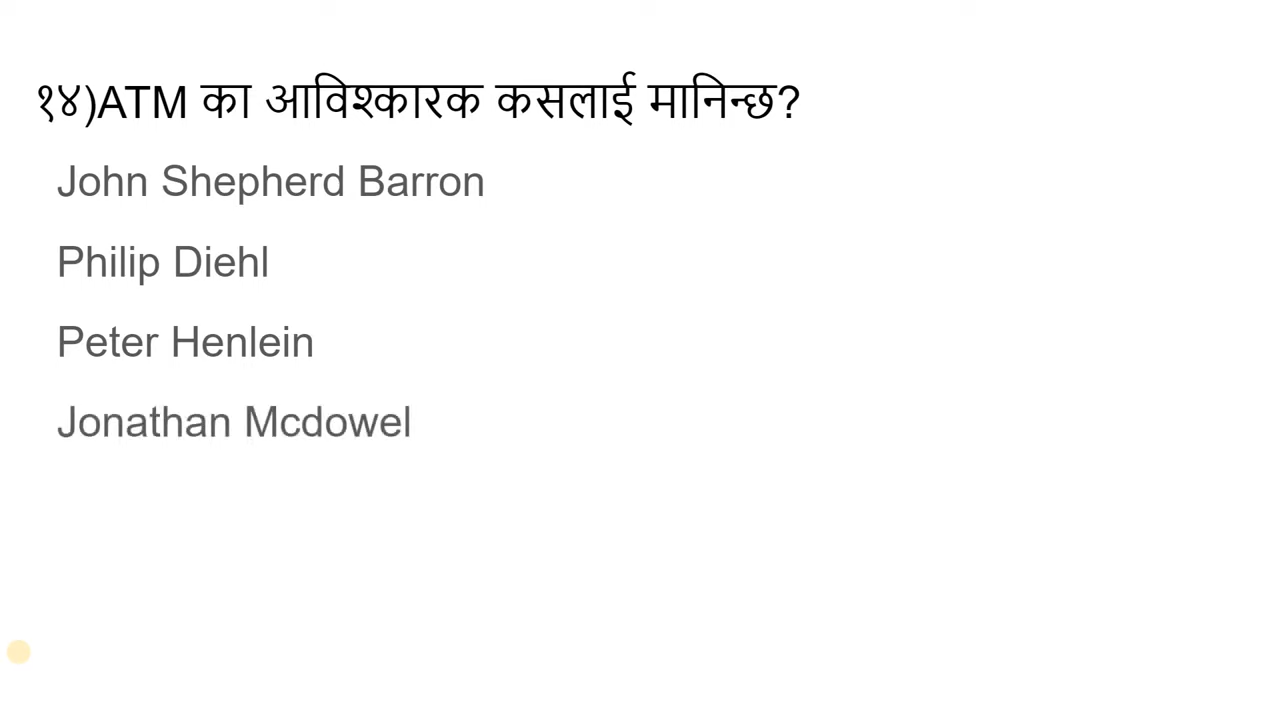 १४)ATM का आविश्कारक कसलाई मानिन्छ?
John Shepherd Barron
Philip Diehl
Peter Henlein
Jonathan Mcdowel